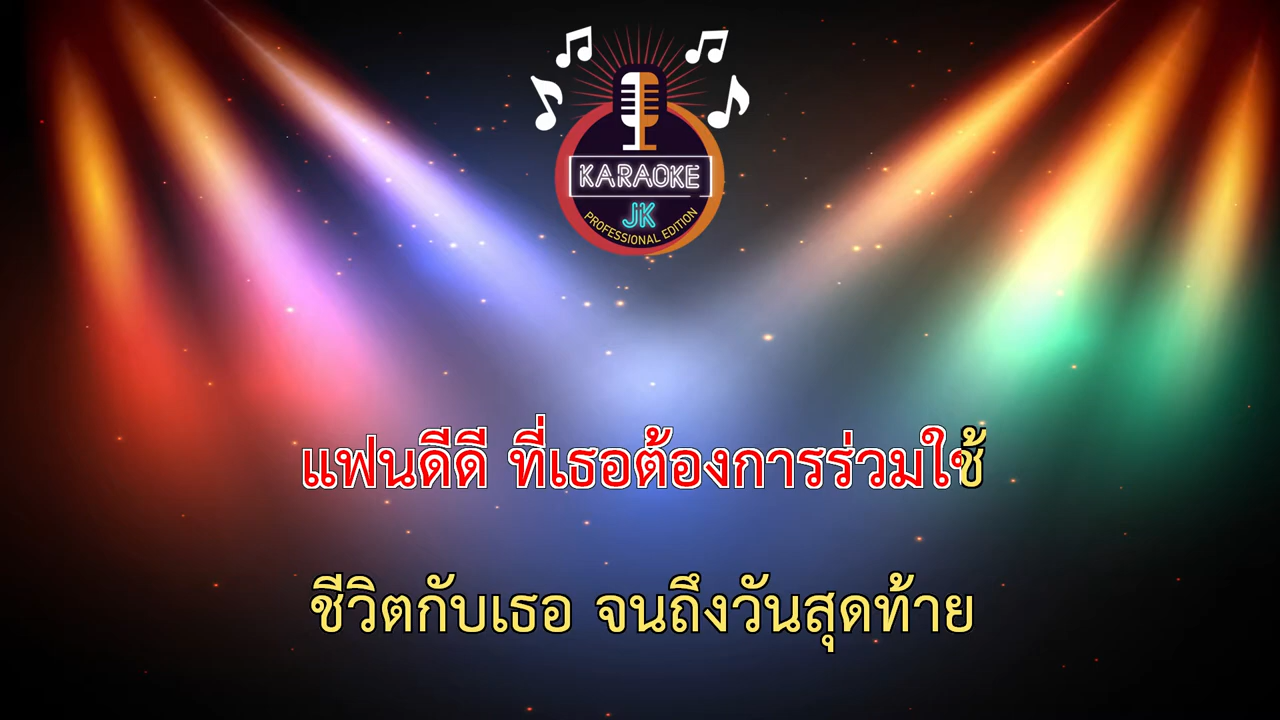 KARAOKE
JK
PROFESSIONAL EDITION
แฟนดีดี ที่เธอต้องการร่วมใช้
ชีวิตกับเธอ จนถึงวันสุดท้าย